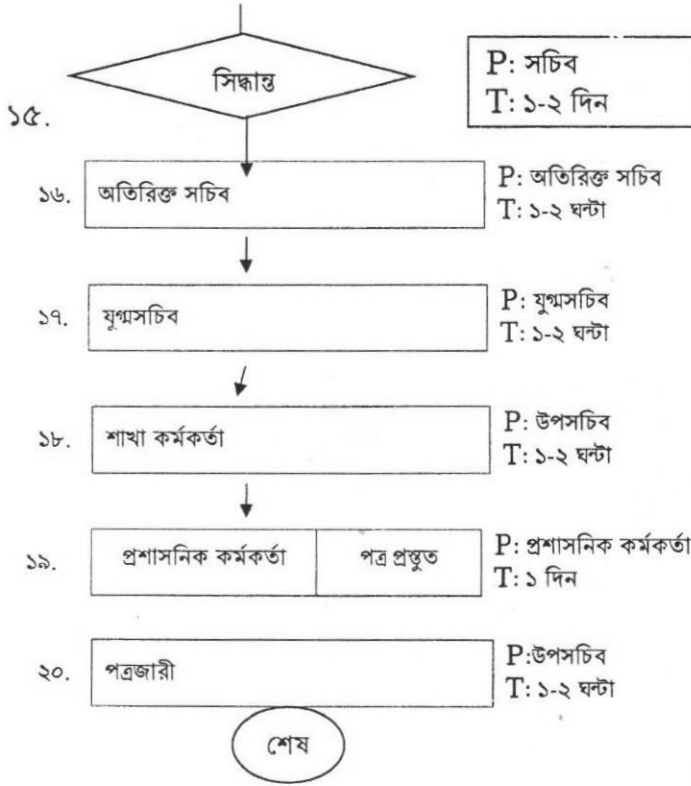 সিদ্ধান্ত
P: সচিব
T: ১-২ দিন
১৫.
১৬.
অতিরিক্ত সচিব
P: অতিরিক্ত সচিব
T: ১-২ ঘন্টা
১৭.
যুগ্মসচিব
P: যুগ্মসচিব
T: ১-২ ঘন্টা
১৮.
শাখা কর্মকর্তা
P: উপসচিব
T: ১-২ ঘন্টা
১৯.
প্রশাসনিক কর্মকর্তা
পত্র প্রস্তুত
P: প্রশাসনিক কর্মকর্তা
T: ১ দিন
২০.
পত্রজারী
P:উপসচিব
T: ১-২ ঘন্টা
শেষ